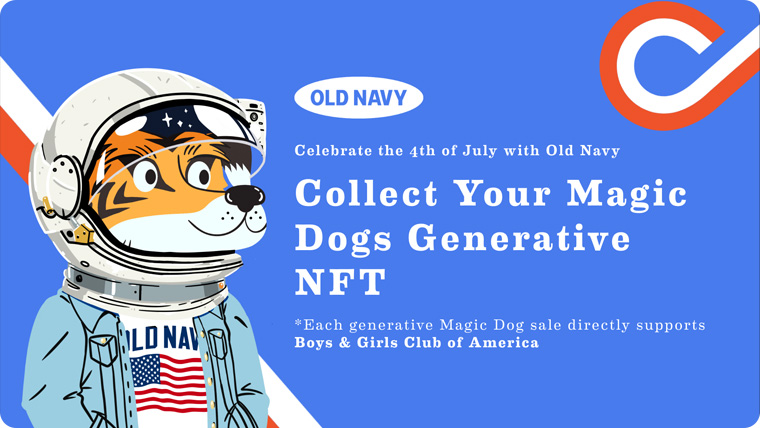 OLD NAVY
Celebrate the 4th of July with Old Navy
Collect Your Magic
Dogs Generative
NFT
*Each generative Magic Dog sale directly supports
Boys & Girls Club of America
OLD NAV